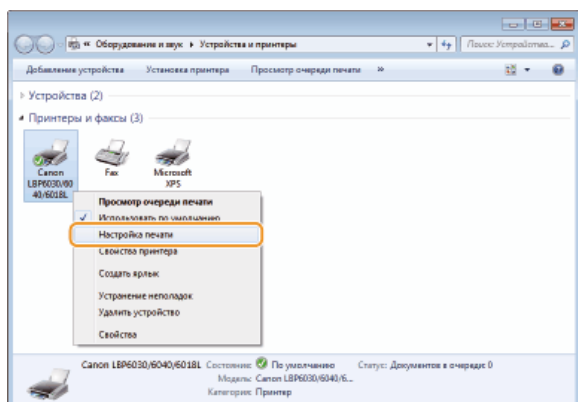 « Оборудование и звук ▸ Устройства и принтеры
Поиск: Устройства...
Добавление устройства Установка принтера Просмотр очереди печати »
Устройства (2)
Принтеры и факсы (3)
Canon LBP6030/60 40/6018L
Fax
Microsoft XPS
Просмотр очереди печати
Использовать по умолчанию
Настройка печати
Свойства принтера
Создать ярлык
Устранение неполадок
Удалить устройство
Свойства
Canon LBP6030/6040/6018L Состояние: По умолчанию Статус: Документов в очереди: 0
Модель: Canon LBP6030/6040/6...
Категория: Принтер